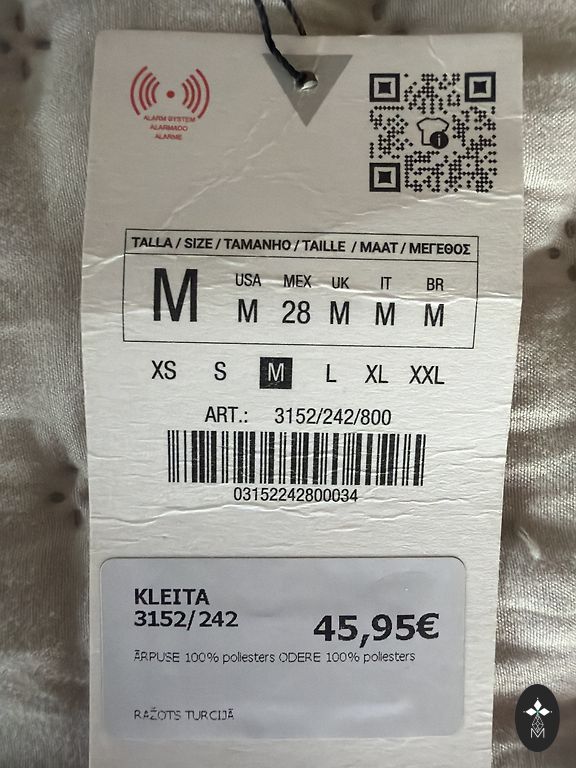 ALARM SYSTEM
ALARMADO
ALARME
TALLA / SIZE / TAMANHO / TAILLE / MAAT / ΜΕΓΕΘΟΣ
USA MEX UK IT BR
M M 28 M M M
XS S M L XL XXL
ART.: 3152/242/800
03152242800034
KLEITA
3152/242
45,95€
ĀRPUSE 100% poliesters ODERE 100% poliesters
RAŽOTS TURCIJĀ
M